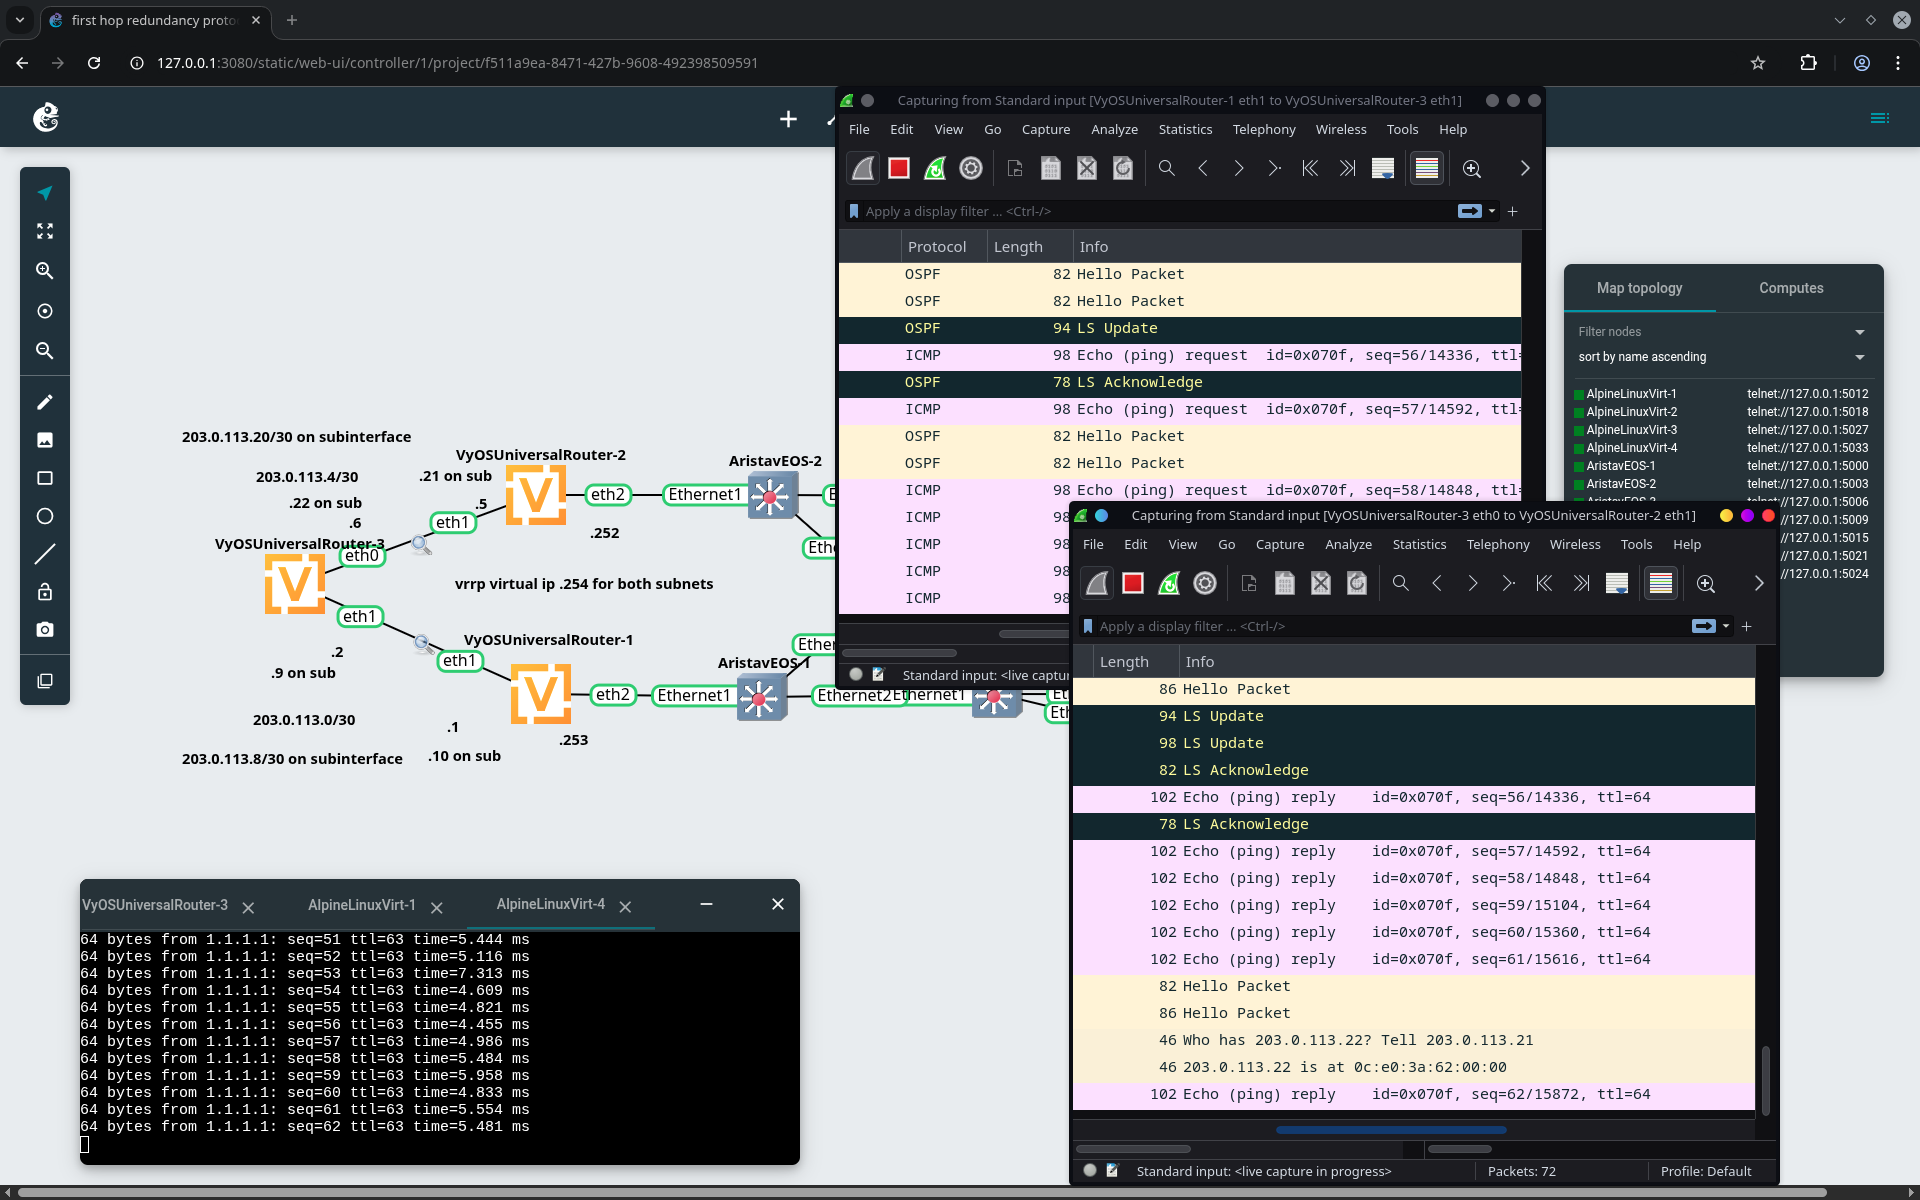 first hop redundancy proto
127.0.0.1:3080/static/web-ui/controller/1/project/f511a9ea-8471-427b-9608-492398509591
203.0.113.20/30 on subinterface
203.0.113.4/30
.22 on sub
.6
VyOSUniversalRouter-2
.21 on sub
.5
AristavEOS-2
eth2
Ethernet1
E
eth1
.252
Ethe
VyOSUniversalRouter-3
eth0
vrrp virtual ip .254 for both subnets
eth1
.2
.9 on sub
VyOSUniversalRouter-1
eth1
AristavEOS-1
Ether
eth2
Ethernet1
Ethernet2
Ethernet1
Et
Eth
203.0.113.0/30
.1
.253
203.0.113.8/30 on subinterface
.10 on sub
Capturing from Standard input [VyOSUniversalRouter-1 eth1 to VyOSUniversalRouter-3 eth1]
File Edit View Go Capture Analyze Statistics Telephony Wireless Tools Help
Apply a display filter ... <Ctrl-/>
Protocol Length Info
OSPF 82 Hello Packet
OSPF 82 Hello Packet
OSPF 94 LS Update
ICMP 98 Echo (ping) request id=0x070f, seq=56/14336, ttl=
OSPF 78 LS Acknowledge
ICMP 98 Echo (ping) request id=0x070f, seq=57/14592, ttl=
OSPF 82 Hello Packet
OSPF 82 Hello Packet
ICMP 98 Echo (ping) request id=0x070f, seq=58/14848, ttl=
ICMP 98
ICMP 98
ICMP 98
ICMP 98
Standard input: <live captur
Map topology Computes
Filter nodes
sort by name ascending
AlpineLinuxVirt-1 telnet://127.0.0.1:5012
AlpineLinuxVirt-2 telnet://127.0.0.1:5018
AlpineLinuxVirt-3 telnet://127.0.0.1:5027
AlpineLinuxVirt-4 telnet://127.0.0.1:5033
AristavEOS-1 telnet://127.0.0.1:5000
AristavEOS-2 telnet://127.0.0.1:5003
//127.0.0.1:5006
//127.0.0.1:5009
//127.0.0.1:5015
//127.0.0.1:5021
//127.0.0.1:5024
Capturing from Standard input [VyOSUniversalRouter-3 eth0 to VyOSUniversalRouter-2 eth1]
File Edit View Go Capture Analyze Statistics Telephony Wireless Tools Help
Apply a display filter ... <Ctrl-/>
Length Info
86 Hello Packet
94 LS Update
98 LS Update
82 LS Acknowledge
102 Echo (ping) reply id=0x070f, seq=56/14336, ttl=64
78 LS Acknowledge
102 Echo (ping) reply id=0x070f, seq=57/14592, ttl=64
102 Echo (ping) reply id=0x070f, seq=58/14848, ttl=64
102 Echo (ping) reply id=0x070f, seq=59/15104, ttl=64
102 Echo (ping) reply id=0x070f, seq=60/15360, ttl=64
102 Echo (ping) reply id=0x070f, seq=61/15616, ttl=64
82 Hello Packet
86 Hello Packet
46 Who has 203.0.113.22? Tell 203.0.113.21
46 203.0.113.22 is at 0c:e0:3a:62:00:00
102 Echo (ping) reply id=0x070f, seq=62/15872, ttl=64
Standard input: <live capture in progress> Packets: 72 Profile: Default
VyOSUniversalRouter-3 AlpineLinuxVirt-1 AlpineLinuxVirt-4
64 bytes from 1.1.1.1: seq=51 ttl=63 time=5.444 ms
64 bytes from 1.1.1.1: seq=52 ttl=63 time=5.116 ms
64 bytes from 1.1.1.1: seq=53 ttl=63 time=7.313 ms
64 bytes from 1.1.1.1: seq=54 ttl=63 time=4.609 ms
64 bytes from 1.1.1.1: seq=55 ttl=63 time=4.821 ms
64 bytes from 1.1.1.1: seq=56 ttl=63 time=4.455 ms
64 bytes from 1.1.1.1: seq=57 ttl=63 time=4.986 ms
64 bytes from 1.1.1.1: seq=58 ttl=63 time=5.484 ms
64 bytes from 1.1.1.1: seq=59 ttl=63 time=5.958 ms
64 bytes from 1.1.1.1: seq=60 ttl=63 time=4.833 ms
64 bytes from 1.1.1.1: seq=61 ttl=63 time=5.554 ms
64 bytes from 1.1.1.1: seq=62 ttl=63 time=5.481 ms